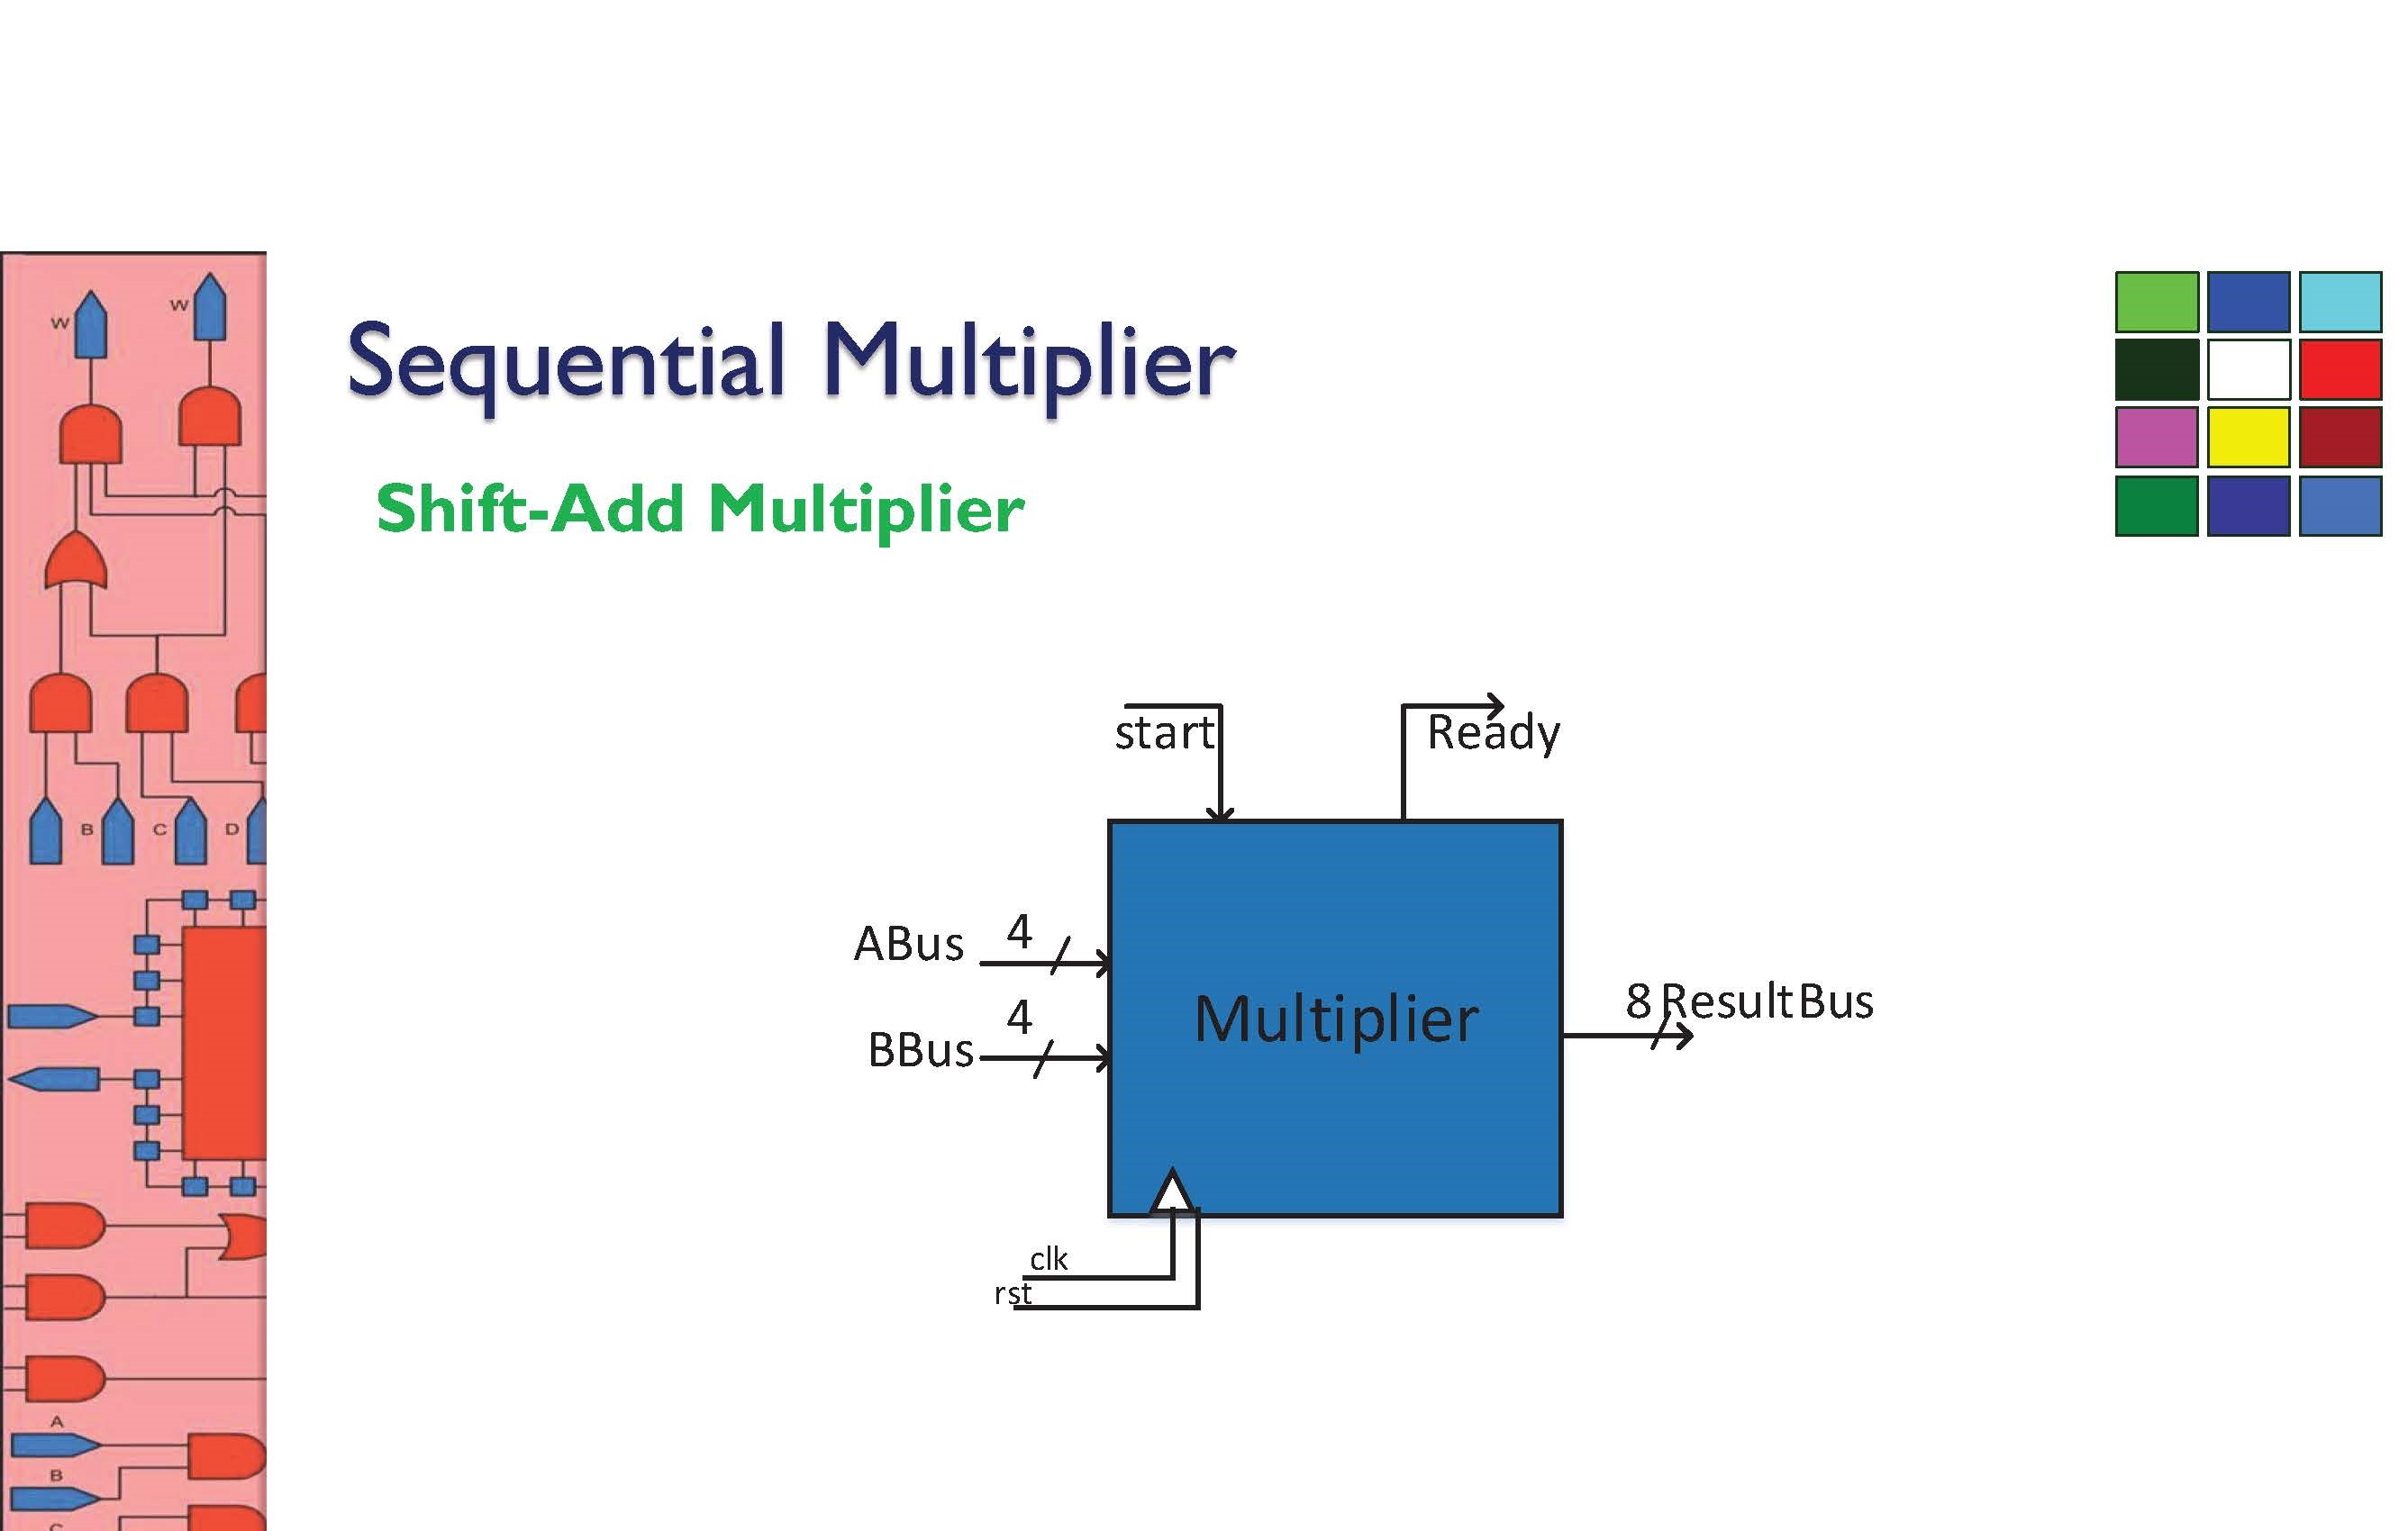 W
W
Sequential Multiplier
Shift-Add Multiplier
start
Ready
B
C
D
ABus
4
BBus
4
Multiplier
8
ResultBus
clk
rst
A
B
C